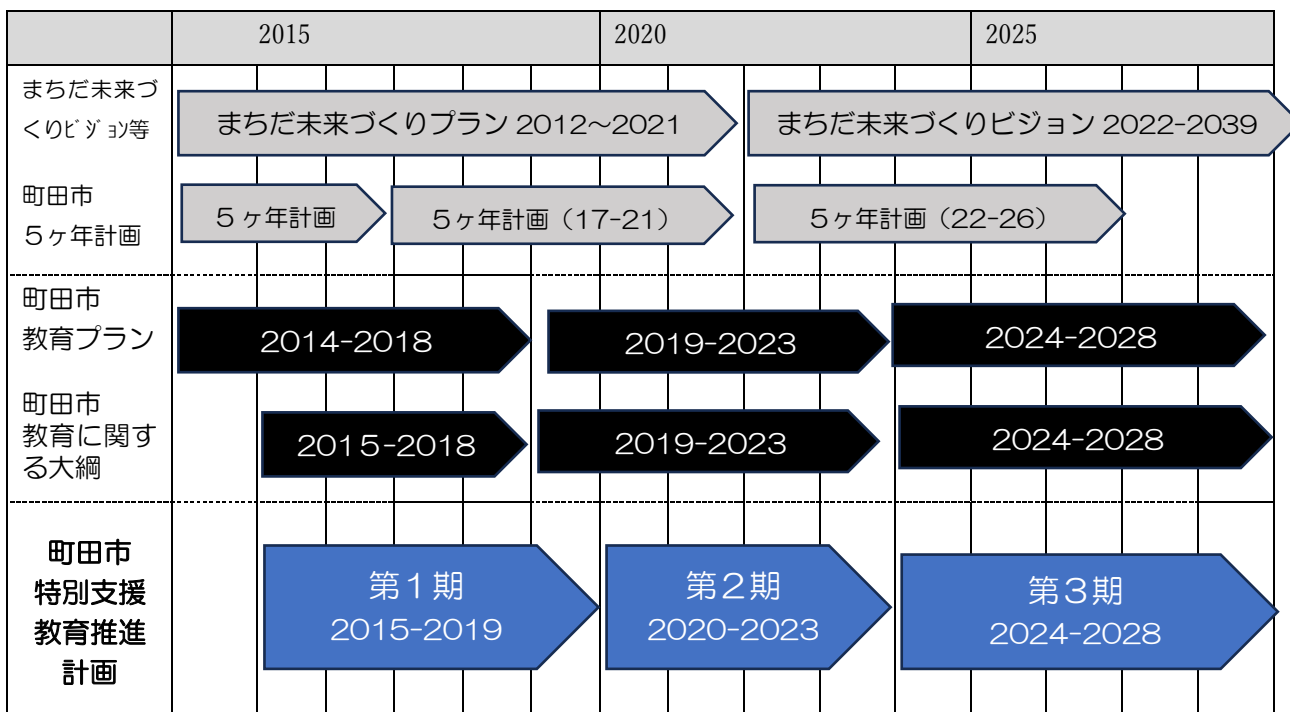 2015 2020 2025
まちだ未来づ
くりﾋﾞｼﾞｮﾝ等
まちだ未来づくりプラン 2012～2021
まちだ未来づくりビジョン 2022-2039
町田市
５ヶ年計画
５ヶ年計画
５ヶ年計画（17-21）
５ヶ年計画（22-26）
町田市
教育プラン
2014-2018
2019-2023
2024-2028
町田市
教育に関す
る大綱
2015-2018
2019-2023
2024-2028
町田市
特別支援
教育推進
計画
第１期
2015-2019
第２期
2020-2023
第３期
2024-2028